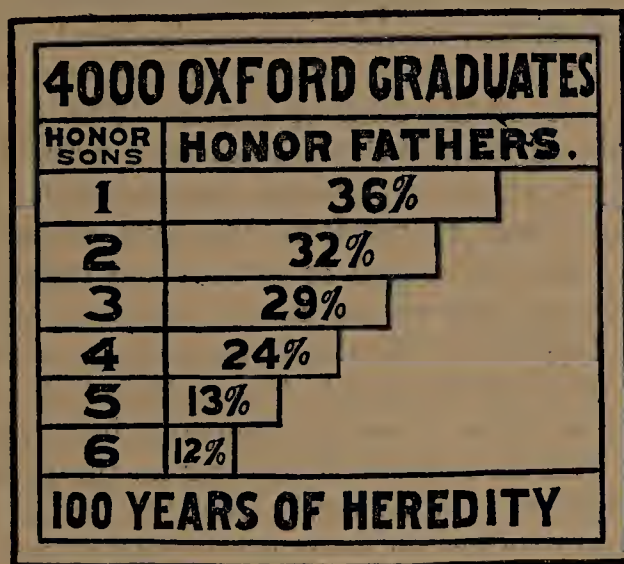 4000 OXFORD GRADUATES
HONOR
SONS
HONOR FATHERS.
1 36%
2 32%
3 29%
4 24%
5 13%
6 12%
100 YEARS OF HEREDITY